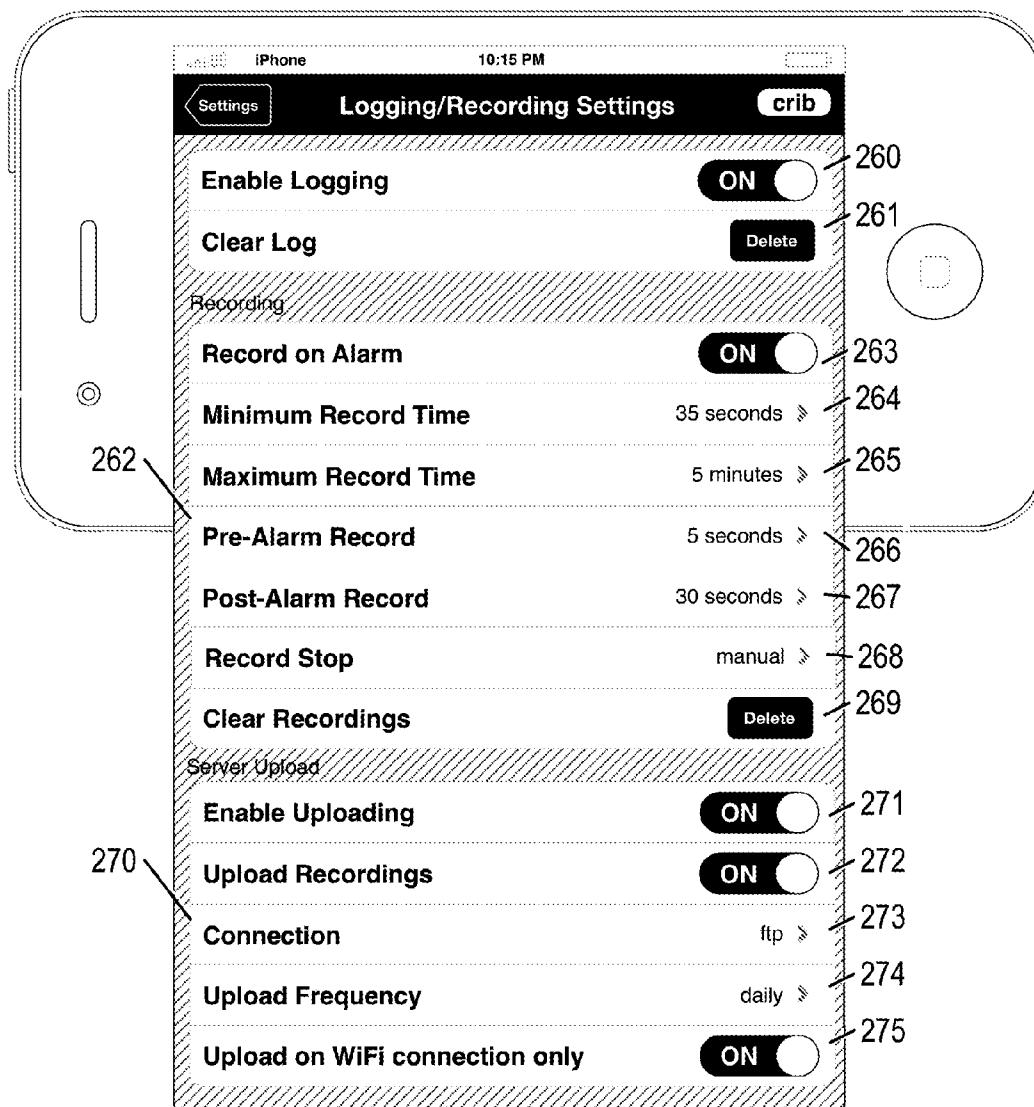 iPhone 10:15 PM
Settings Logging/Recording Settings crib
Enable Logging ON 260
Clear Log Delete 261
Recording
Record on Alarm ON 263
Minimum Record Time 35 seconds 264
262 Maximum Record Time 5 minutes 265
Pre-Alarm Record 5 seconds 266
Post-Alarm Record 30 seconds 267
Record Stop manual 268
Clear Recordings Delete 269
Server Upload
Enable Uploading ON 271
270 Upload Recordings ON 272
Connection ftp 273
Upload Frequency daily 274
Upload on WiFi connection only ON 275